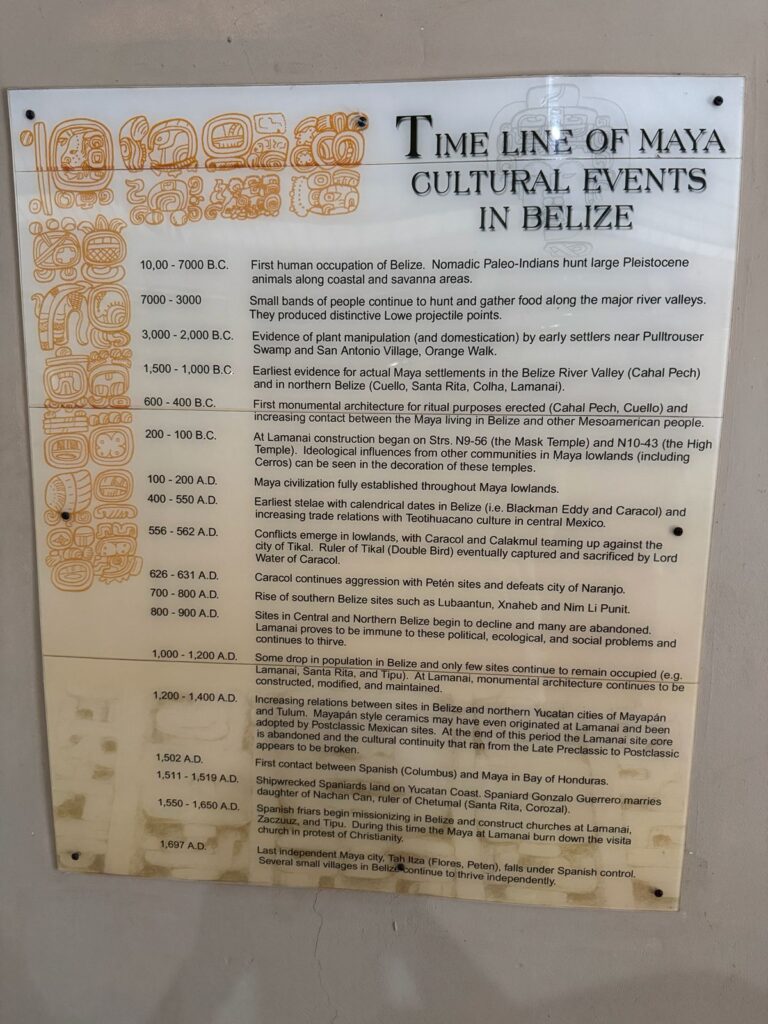 TIME LINE OF MAYA
CULTURAL EVENTS
IN BELIZE
10,00 - 7000 B.C. First human occupation of Belize. Nomadic Paleo-Indians hunt large Pleistocene
animals along coastal and savanna areas.
7000 - 3000 Small bands of people continue to hunt and gather food along the major river valleys.
They produced distinctive Lowe projectile points.
3,000 - 2,000 B.C. Evidence of plant manipulation (and domestication) by early settlers near Pulltrouser
Swamp and San Antonio Village, Orange Walk.
1,500 - 1,000 B.C. Earliest evidence for actual Maya settlements in the Belize River Valley (Cahal Pech)
and in northern Belize (Cuello, Santa Rita, Colha, Lamanai).
600 - 400 B.C. First monumental architecture for ritual purposes erected (Cahal Pech, Cuello) and
increasing contact between the Maya living in Belize and other Mesoamerican people.
200 - 100 B.C. At Lamanai construction began on Strs. N9-56 (the Mask Temple) and N10-43 (the High
Temple). Ideological influences from other communities in Maya lowlands (including
Cerros) can be seen in the decoration of these temples.
100 - 200 A.D. Maya civilization fully established throughout Maya lowlands.
400 - 550 A.D. Earliest stelae with calendrical dates in Belize (i.e. Blackman Eddy and Caracol) and
increasing trade relations with Teotihuacano culture in central Mexico.
556 - 562 A.D. Conflicts emerge in lowlands, with Caracol and Calakmul teaming up against the
city of Tikal. Ruler of Tikal (Double Bird) eventually captured and sacrificed by Lord
Water of Caracol.
626 - 631 A.D. Caracol continues aggression with Petén sites and defeats city of Naranjo.
700 - 800 A.D. Rise of southern Belize sites such as Lubaantun, Xnaheb and Nim Li Punit.
800 - 900 A.D. Sites in Central and Northern Belize begin to decline and many are abandoned.
Lamanai proves to be immune to these political, ecological, and social problems and
continues to thirve.
1,000 - 1,200 A.D. Some drop in population in Belize and only few sites continue to remain occupied (e.g.
Lamanai, Santa Rita, and Tipu). At Lamanai, monumental architecture continues to be
constructed, modified, and maintained.
1,200 - 1,400 A.D. Increasing relations between sites in Belize and northern Yucatan cities of Mayapán
and Tulum. Mayapán style ceramics may have even originated at Lamanai and been
adopted by Postclassic Mexican sites. At the end of this period the Lamanai site core
is abandoned and the cultural continuity that ran from the Late Preclassic to Postclassic
appears to be broken.
1,502 A.D. First contact between Spanish (Columbus) and Maya in Bay of Honduras.
1,511 - 1,519 A.D. Shipwrecked Spaniards land on Yucatan Coast. Spaniard Gonzalo Guerrero marries
daughter of Nachan Can, ruler of Chetumal (Santa Rita, Corozal).
1,550 - 1,650 A.D. Spanish friars begin missionizing in Belize and construct churches at Lamanai,
Zaczuuz, and Tipu. During this time the Maya at Lamanai burn down the visita
church in protest of Christianity.
1,697 A.D. Last independent Maya city, Tah Itza (Flores, Peten), falls under Spanish control.
Several small villages in Belize continue to thrive independently.